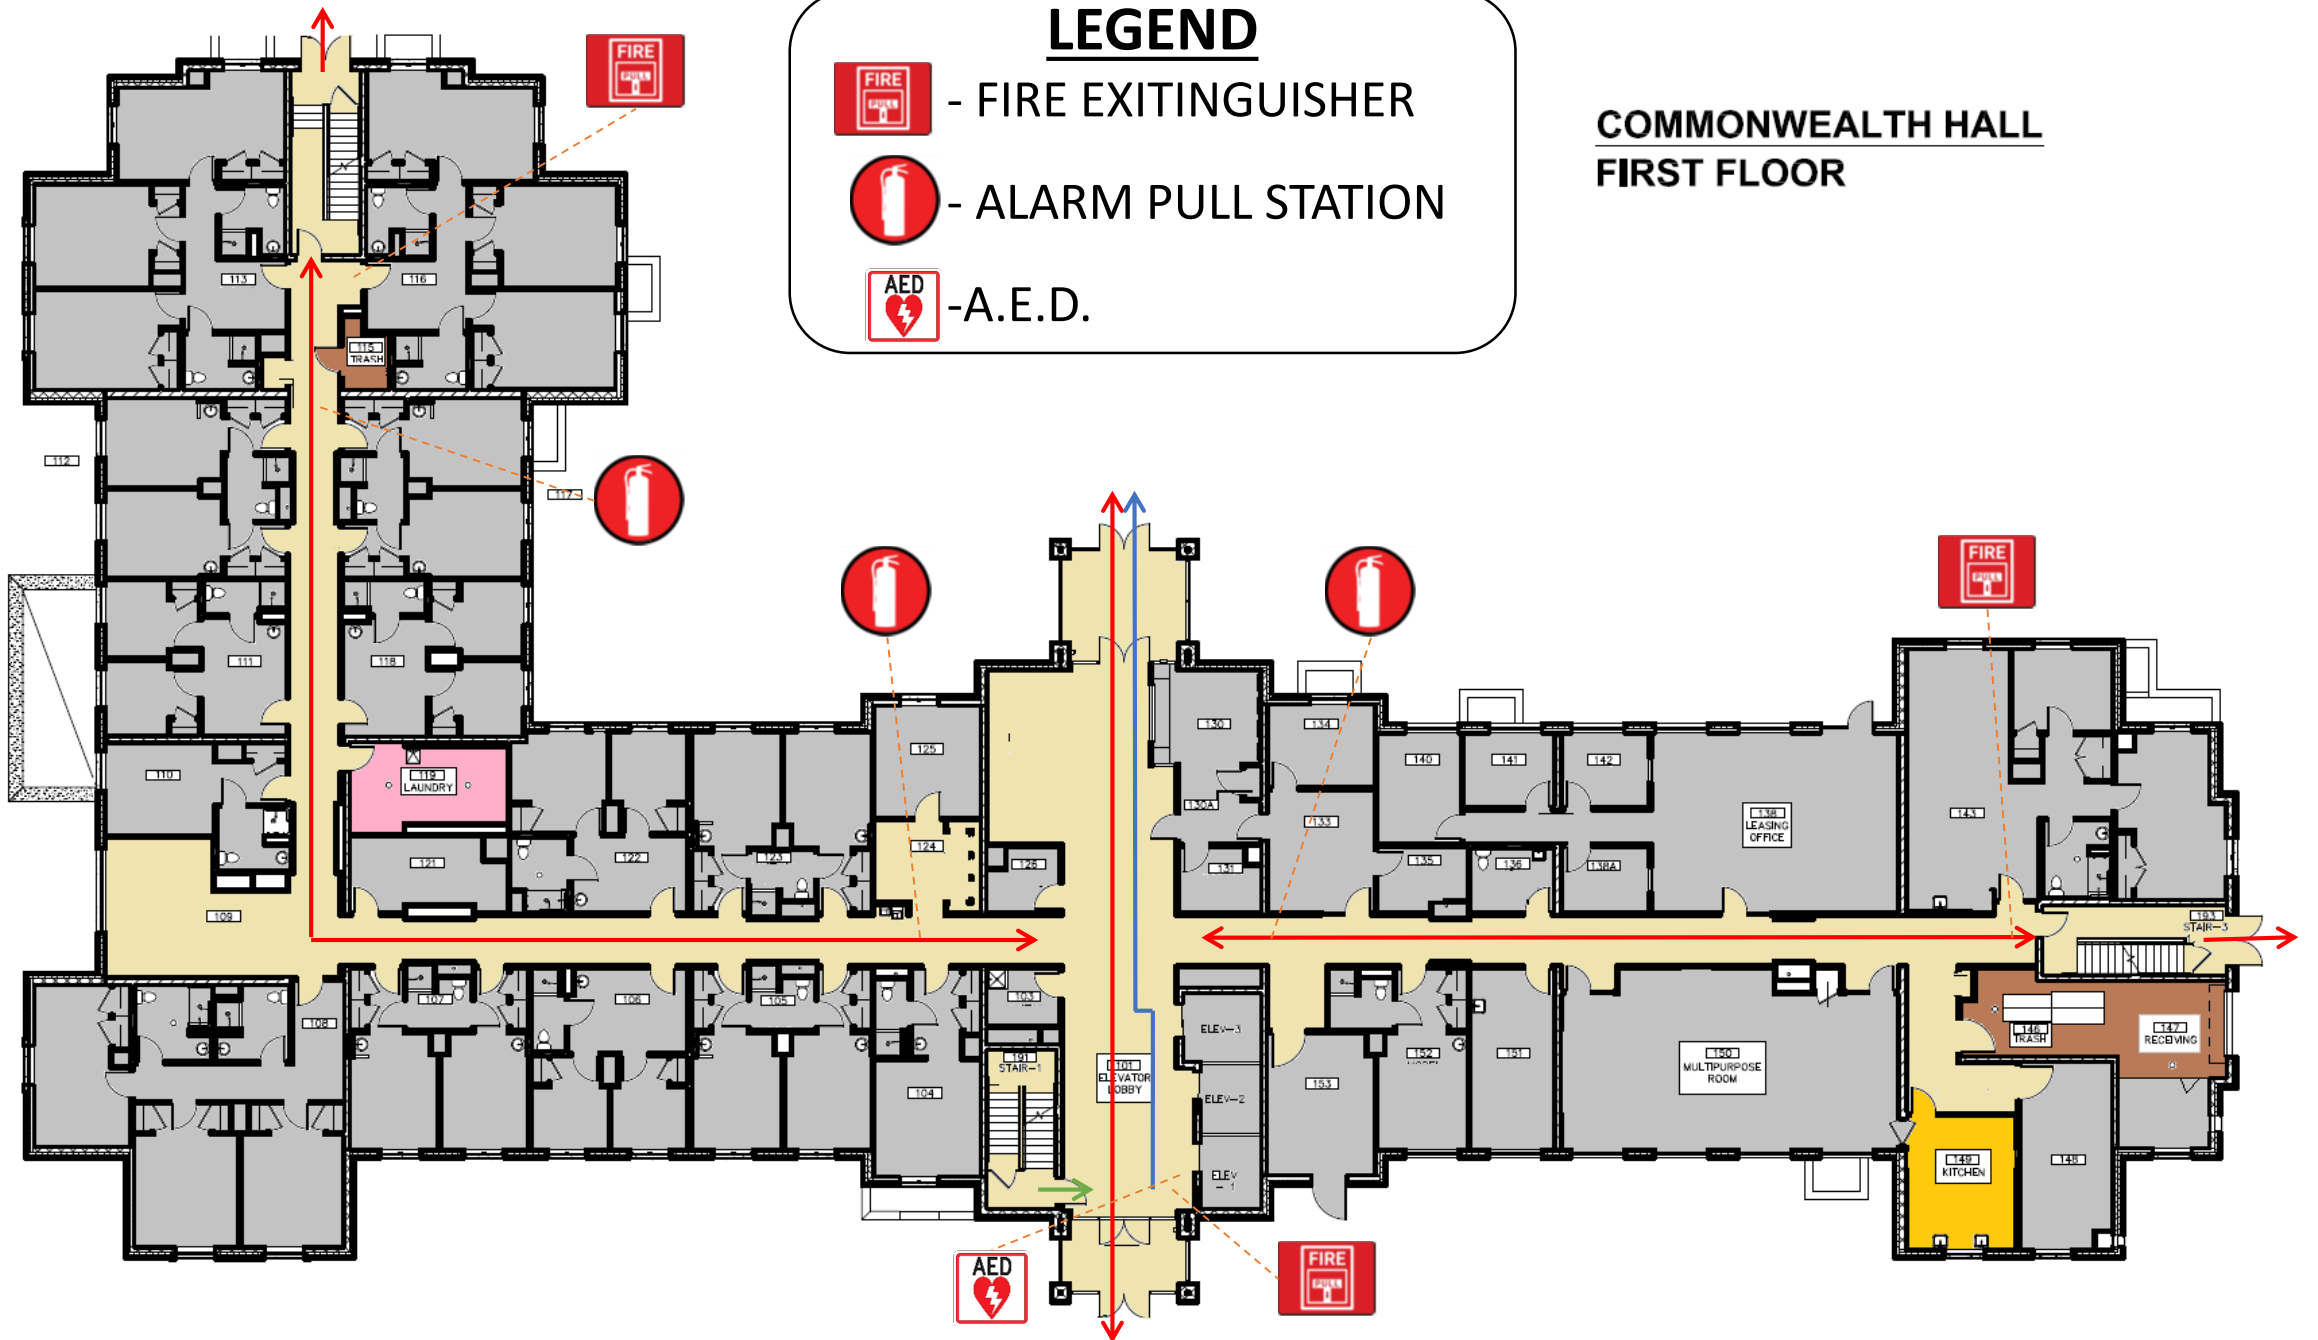 LEGEND
FIRE
PULL
- FIRE EXITINGUISHER
- ALARM PULL STATION
AED
-A.E.D.
COMMONWEALTH HALL
FIRST FLOOR
FIRE
PULL
113
116
115
TRASH
112
117
111
118
110
119
LAUNDRY
121
122
123
125
124
126
109
108
107
106
105
104
103
191
STAIR-1
101
ELEVATOR
LOBBY
ELEV-3
ELEV-2
ELEV
-1
130
130A
131
134
133
140
141
142
135
136
138A
138
LEASING
OFFICE
FIRE
PULL
143
193
STAIR-3
153
152
151
150
MULTIPURPOSE
ROOM
146
TRASH
147
RECEIVING
149
KITCHEN
148
AED
FIRE
PULL